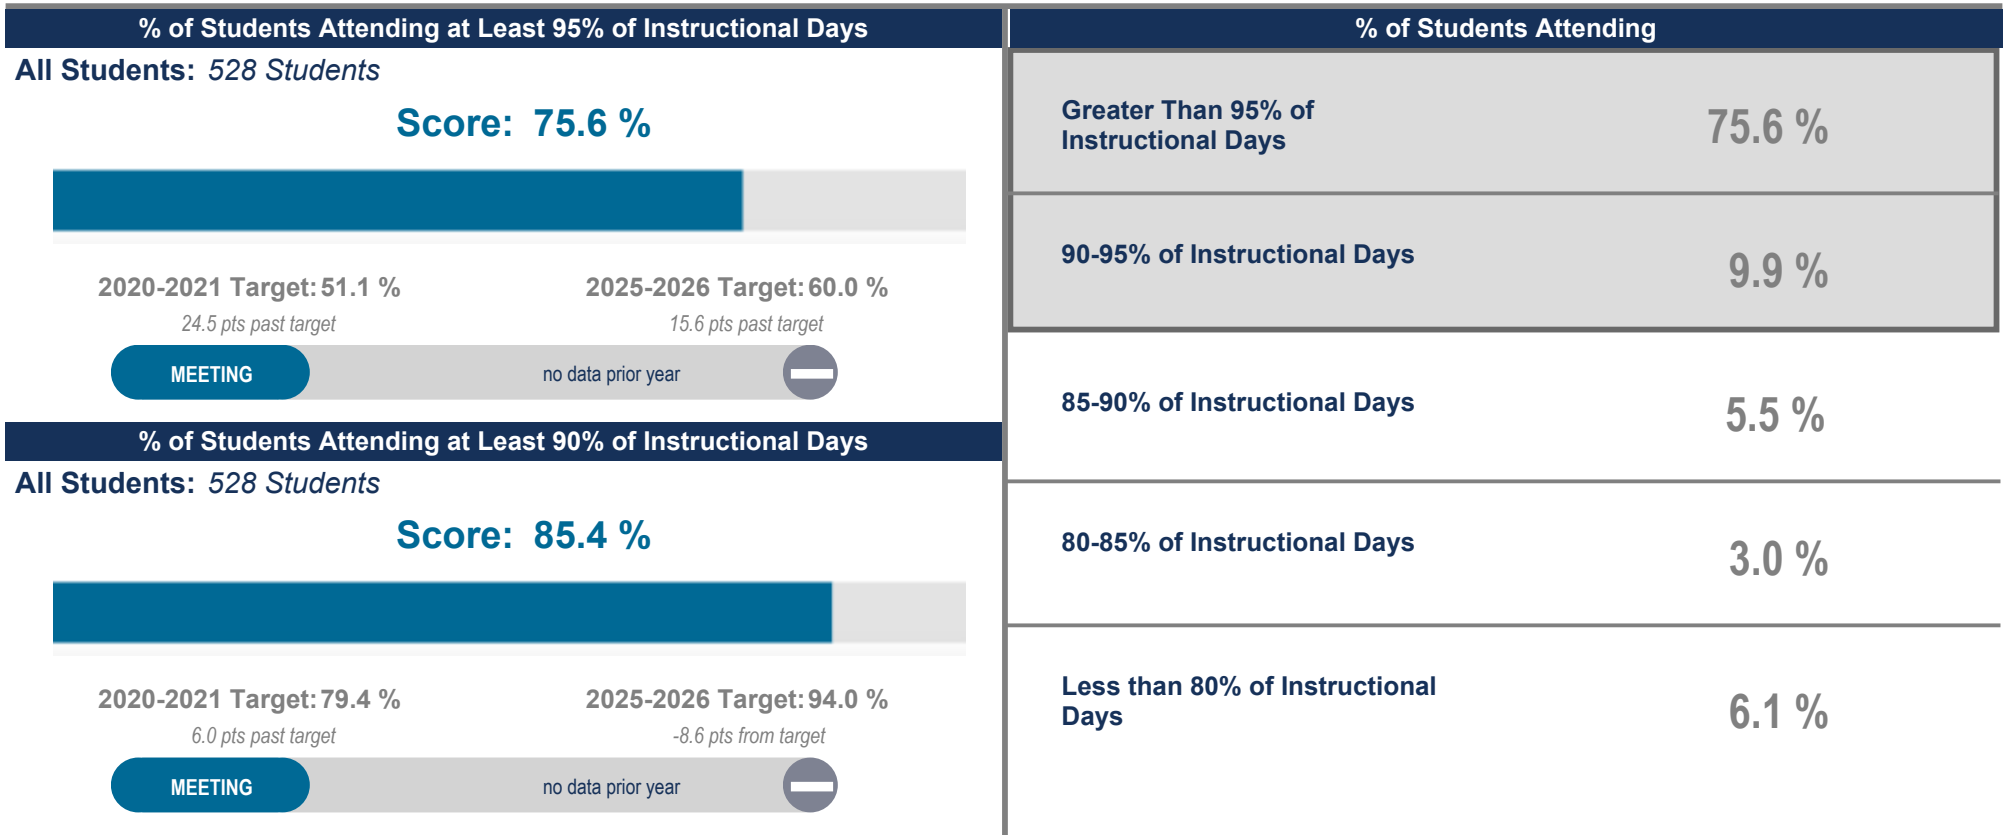 % of Students Attending at Least 95% of Instructional Days
All Students: 528 Students
Score: 75.6 %
2020-2021 Target: 51.1 %
24.5 pts past target
2025-2026 Target: 60.0 %
15.6 pts past target
MEETING
no data prior year
% of Students Attending at Least 90% of Instructional Days
All Students: 528 Students
Score: 85.4 %
2020-2021 Target: 79.4 %
6.0 pts past target
2025-2026 Target: 94.0 %
-8.6 pts from target
MEETING
no data prior year
% of Students Attending
Greater Than 95% of
Instructional Days
75.6 %
90-95% of Instructional Days
9.9 %
85-90% of Instructional Days
5.5 %
80-85% of Instructional Days
3.0 %
Less than 80% of Instructional
Days
6.1 %